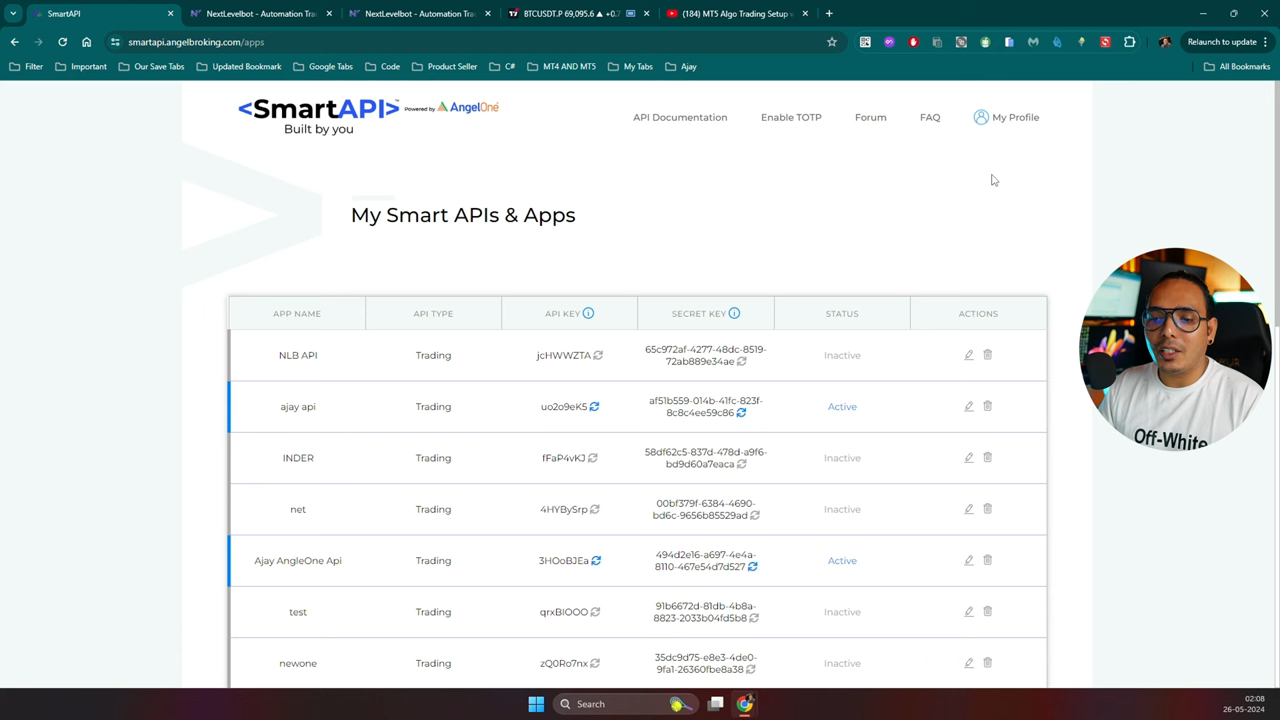 SmartAPI
NextLevelbot - Automation Tra
NextLevelbot - Automation Tra
BTCUSDT.P 69,095.6 ▲ +0.7
(184) MT5 Algo Trading Setup
smartapi.angelbroking.com/apps
Relaunch to update
Filter
Important
Our Save Tabs
Updated Bookmark
Google Tabs
Code
Product Seller
C#
MT4 AND MT5
My Tabs
Ajay
All Bookmarks
<SmartAPI>™ Powered by AngelOne
Built by you
API Documentation
Enable TOTP
Forum
FAQ
My Profile
My Smart APIs & Apps
APP NAME API TYPE API KEY SECRET KEY STATUS ACTIONS
NLB API Trading jcHWWZTA 65c972af-4277-48dc-8519-
72ab889e34ae Inactive
ajay api Trading uo2o9eK5 af51b559-014b-41fc-823f-
8c8c4ee59c86 Active
INDER Trading fFaP4vKJ 58df62c5-837d-478d-a9f6-
bd9d60a7eaca Inactive
net Trading 4HYBySrp 00bf379f-6384-4690-
bd6c-9656b85529ad Inactive
Ajay AngleOne Api Trading 3HOoBJEa 494d2e16-a697-4e4a-
8110-467e54d7d527 Active
test Trading qrxBIOOO 91b6672d-81db-4b8a-
8823-2033b04fd5b8 Inactive
newone Trading zQ0Ro7nx 35dc9d75-e8e3-4de0-
9fa1-26360fbe8a38 Inactive
Off-White
Search
02:08
26-05-2024